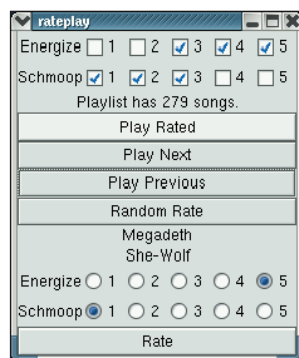 rateplay
Energize 1 2 3 4 5
Schmoop 1 2 3 4 5
Playlist has 279 songs.
Play Rated
Play Next
Play Previous
Random Rate
Megadeth
She-Wolf
Energize 1 2 3 4 5
Schmoop 1 2 3 4 5
Rate